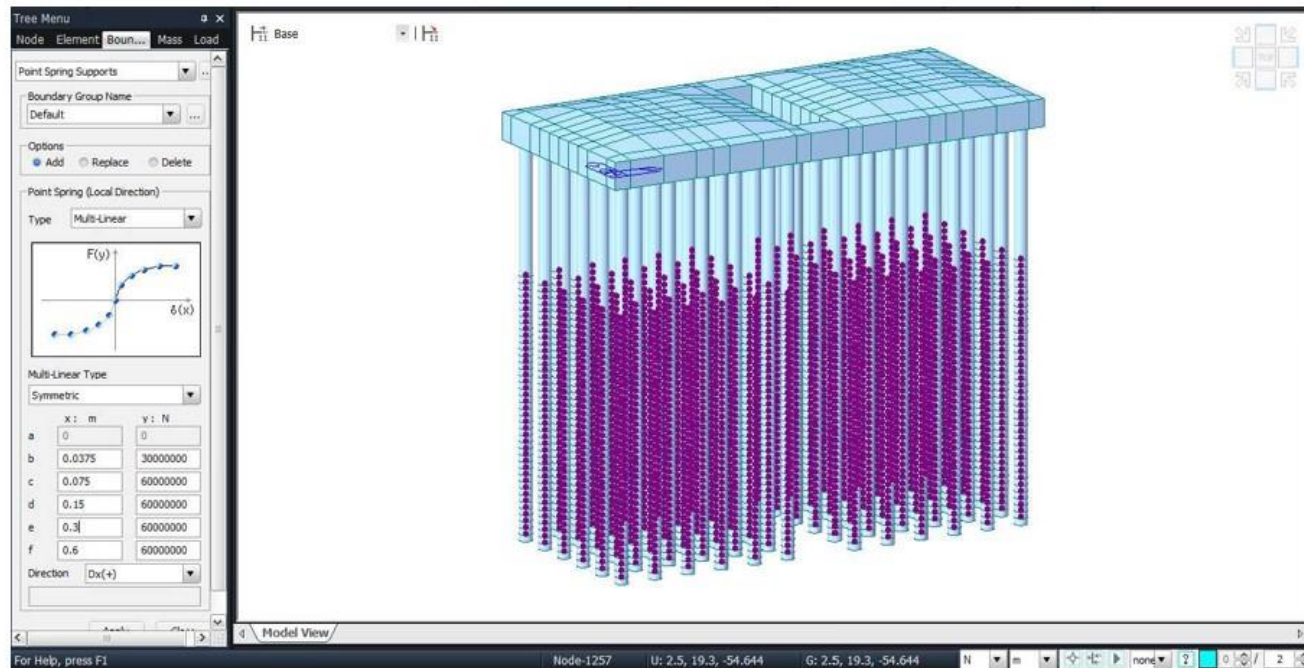 Tree Menu
Node Element Boun... Mass Load
Base
Point Spring Supports
Boundary Group Name
Default
Options
Add Replace Delete
Point Spring (Local Direction)
Type Multi-Linear
F(y)
δ(x)
Multi-Linear Type
Symmetric
x: m y: N
a 0 0
b 0.0375 30000000
c 0.075 60000000
d 0.15 60000000
e 0.3 60000000
f 0.6 60000000
Direction Dx(+)
Model View
For Help, press F1
Node-1257
U: 2.5, 19.3, -54.644
G: 2.5, 19.3, -54.644
N
m
none
?
0 / 2